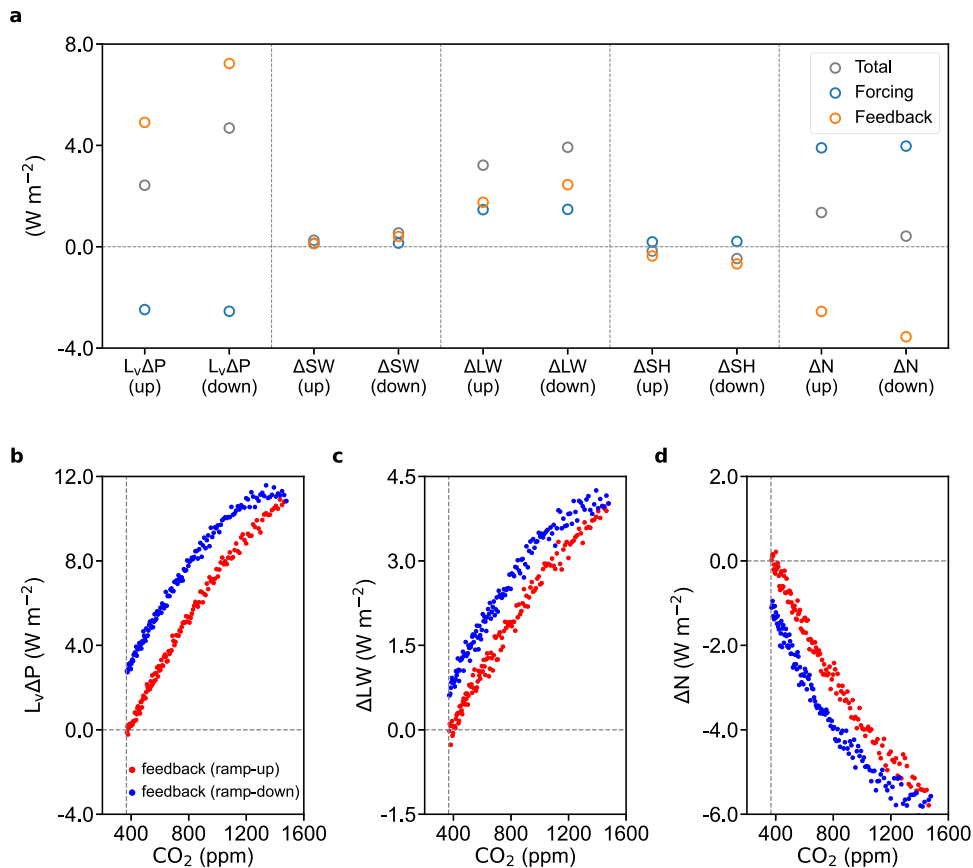 a
8.0
4.0
0.0
-4.0
(W m⁻²)
Total
Forcing
Feedback
LᵥΔP LᵥΔP ΔSW ΔSW ΔLW ΔLW ΔSH ΔSH ΔN ΔN
(up) (down) (up) (down) (up) (down) (up) (down) (up) (down)
b
12.0
8.0
4.0
0.0
-4.0
LᵥΔP (W m⁻²)
feedback (ramp-up)
feedback (ramp-down)
400 800 1200 1600
CO₂ (ppm)
c
4.5
3.0
1.5
0.0
-1.5
ΔLW (W m⁻²)
400 800 1200 1600
CO₂ (ppm)
d
2.0
0.0
-2.0
-4.0
-6.0
ΔN (W m⁻²)
400 800 1200 1600
CO₂ (ppm)